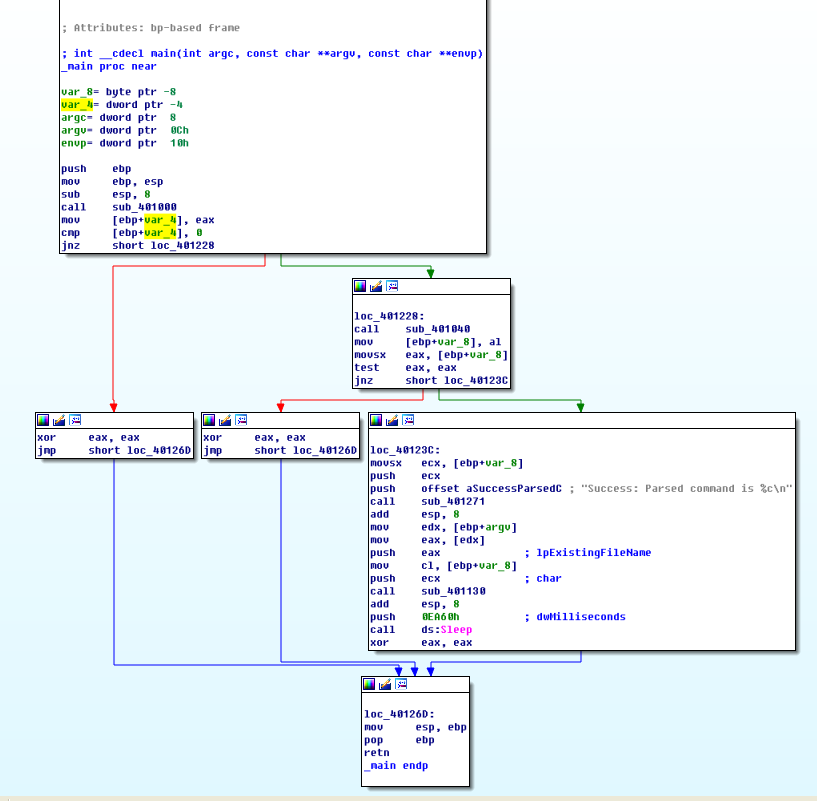 ; Attributes: bp-based frame
; int __cdecl main(int argc, const char **argv, const char **envp)
_main proc near
var_8= byte ptr -8
var_4= dword ptr -4
argc= dword ptr  8
argv= dword ptr  0Ch
envp= dword ptr  10h
push    ebp
mov     ebp, esp
sub     esp, 8
call    sub_401000
mov     [ebp+var_4], eax
cmp     [ebp+var_4], 0
jnz     short loc_401228
loc_401228:
call    sub_401040
mov     [ebp+var_8], al
movsx   eax, [ebp+var_8]
test    eax, eax
jnz     short loc_40123C
xor     eax, eax
jmp     short loc_40126D
xor     eax, eax
jmp     short loc_40126D
loc_40123C:
movsx   ecx, [ebp+var_8]
push    ecx
push    offset aSuccessParsedC ; "Success: Parsed command is %c\n"
call    sub_401271
add     esp, 8
mov     edx, [ebp+argv]
mov     eax, [edx]
push    eax             ; lpExistingFileName
mov     cl, [ebp+var_8]
push    ecx             ; char
call    sub_401130
add     esp, 8
push    0EA60h          ; dwMilliseconds
call    ds:Sleep
xor     eax, eax
loc_40126D:
mov     esp, ebp
pop     ebp
retn
_main endp